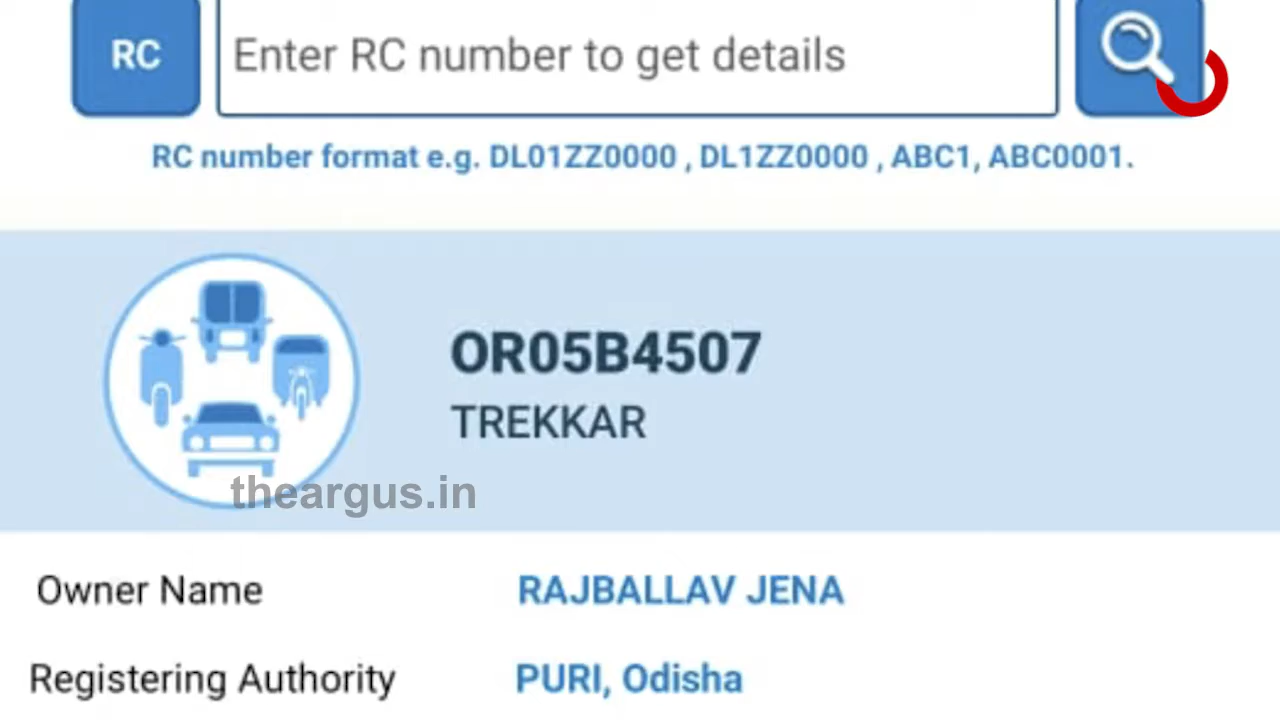 RC
Enter RC number to get details
RC number format e.g. DL01ZZ0000 , DL1ZZ0000 , ABC1, ABC0001.
OR05B4507
TREKKAR
theargus.in
Owner Name RAJBALLAV JENA
Registering Authority PURI, Odisha